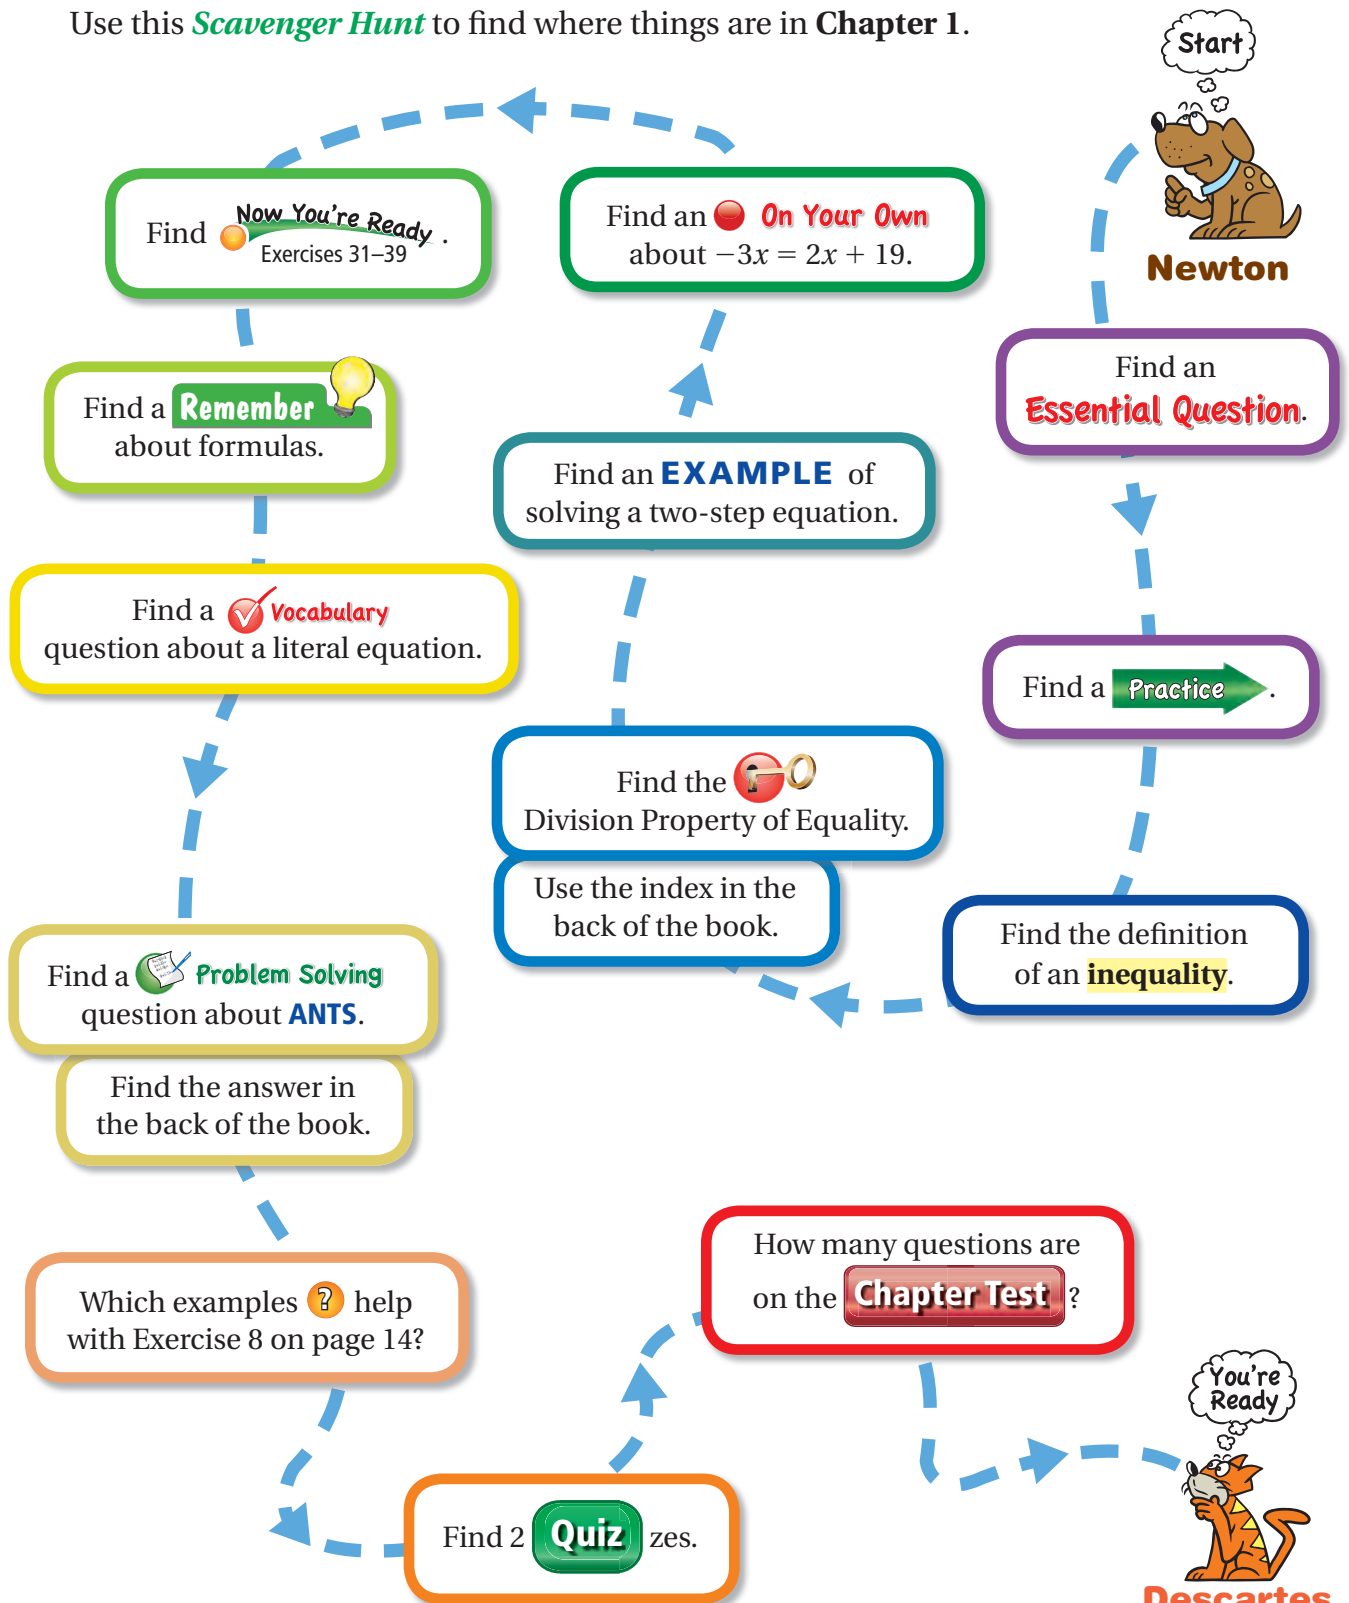 Use this Scavenger Hunt to find where things are in Chapter 1.
Start
Newton
Find an
Essential Question.
Find a Practice.
Find the definition
of an inequality.
Find the
Division Property of Equality.
Use the index in the
back of the book.
Find an EXAMPLE of
solving a two-step equation.
Find an On Your Own
about −3x = 2x + 19.
Find Now You're Ready.
Exercises 31–39
Find a Remember
about formulas.
Find a Vocabulary
question about a literal equation.
Find a Problem Solving
question about ANTS.
Find the answer in
the back of the book.
Which examples ? help
with Exercise 8 on page 14?
Find 2 Quiz zes.
How many questions are
on the Chapter Test ?
You're
Ready
Descartes